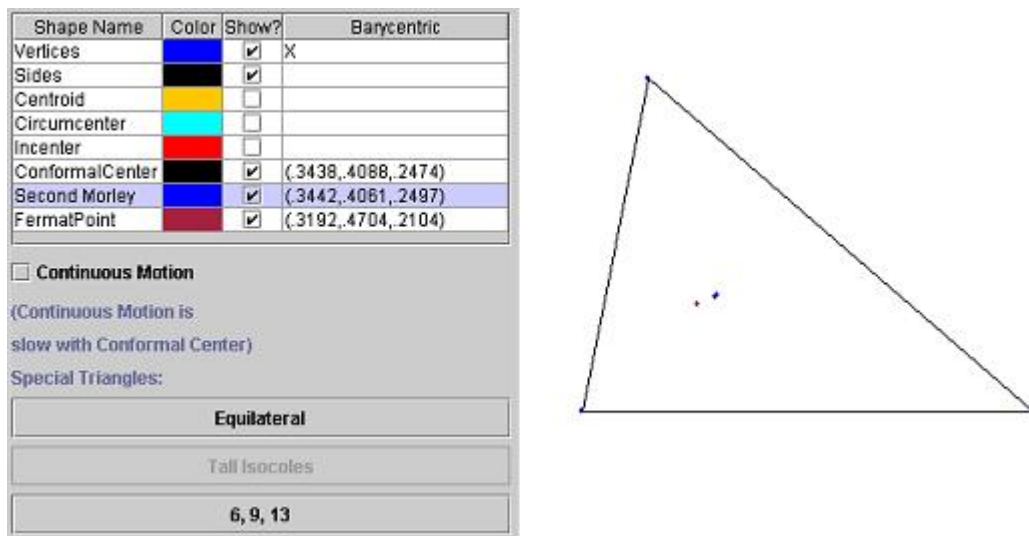 Shape Name Color Show? Barycentric
Vertices X
Sides
Centroid
Circumcenter
Incenter
ConformalCenter (.3438,.4088,.2474)
Second Morley (.3442,.4061,.2497)
FermatPoint (.3192,.4704,.2104)
Continuous Motion
(Continuous Motion is
slow with Conformal Center)
Special Triangles:
Equilateral
Tall Isocoles
6, 9, 13